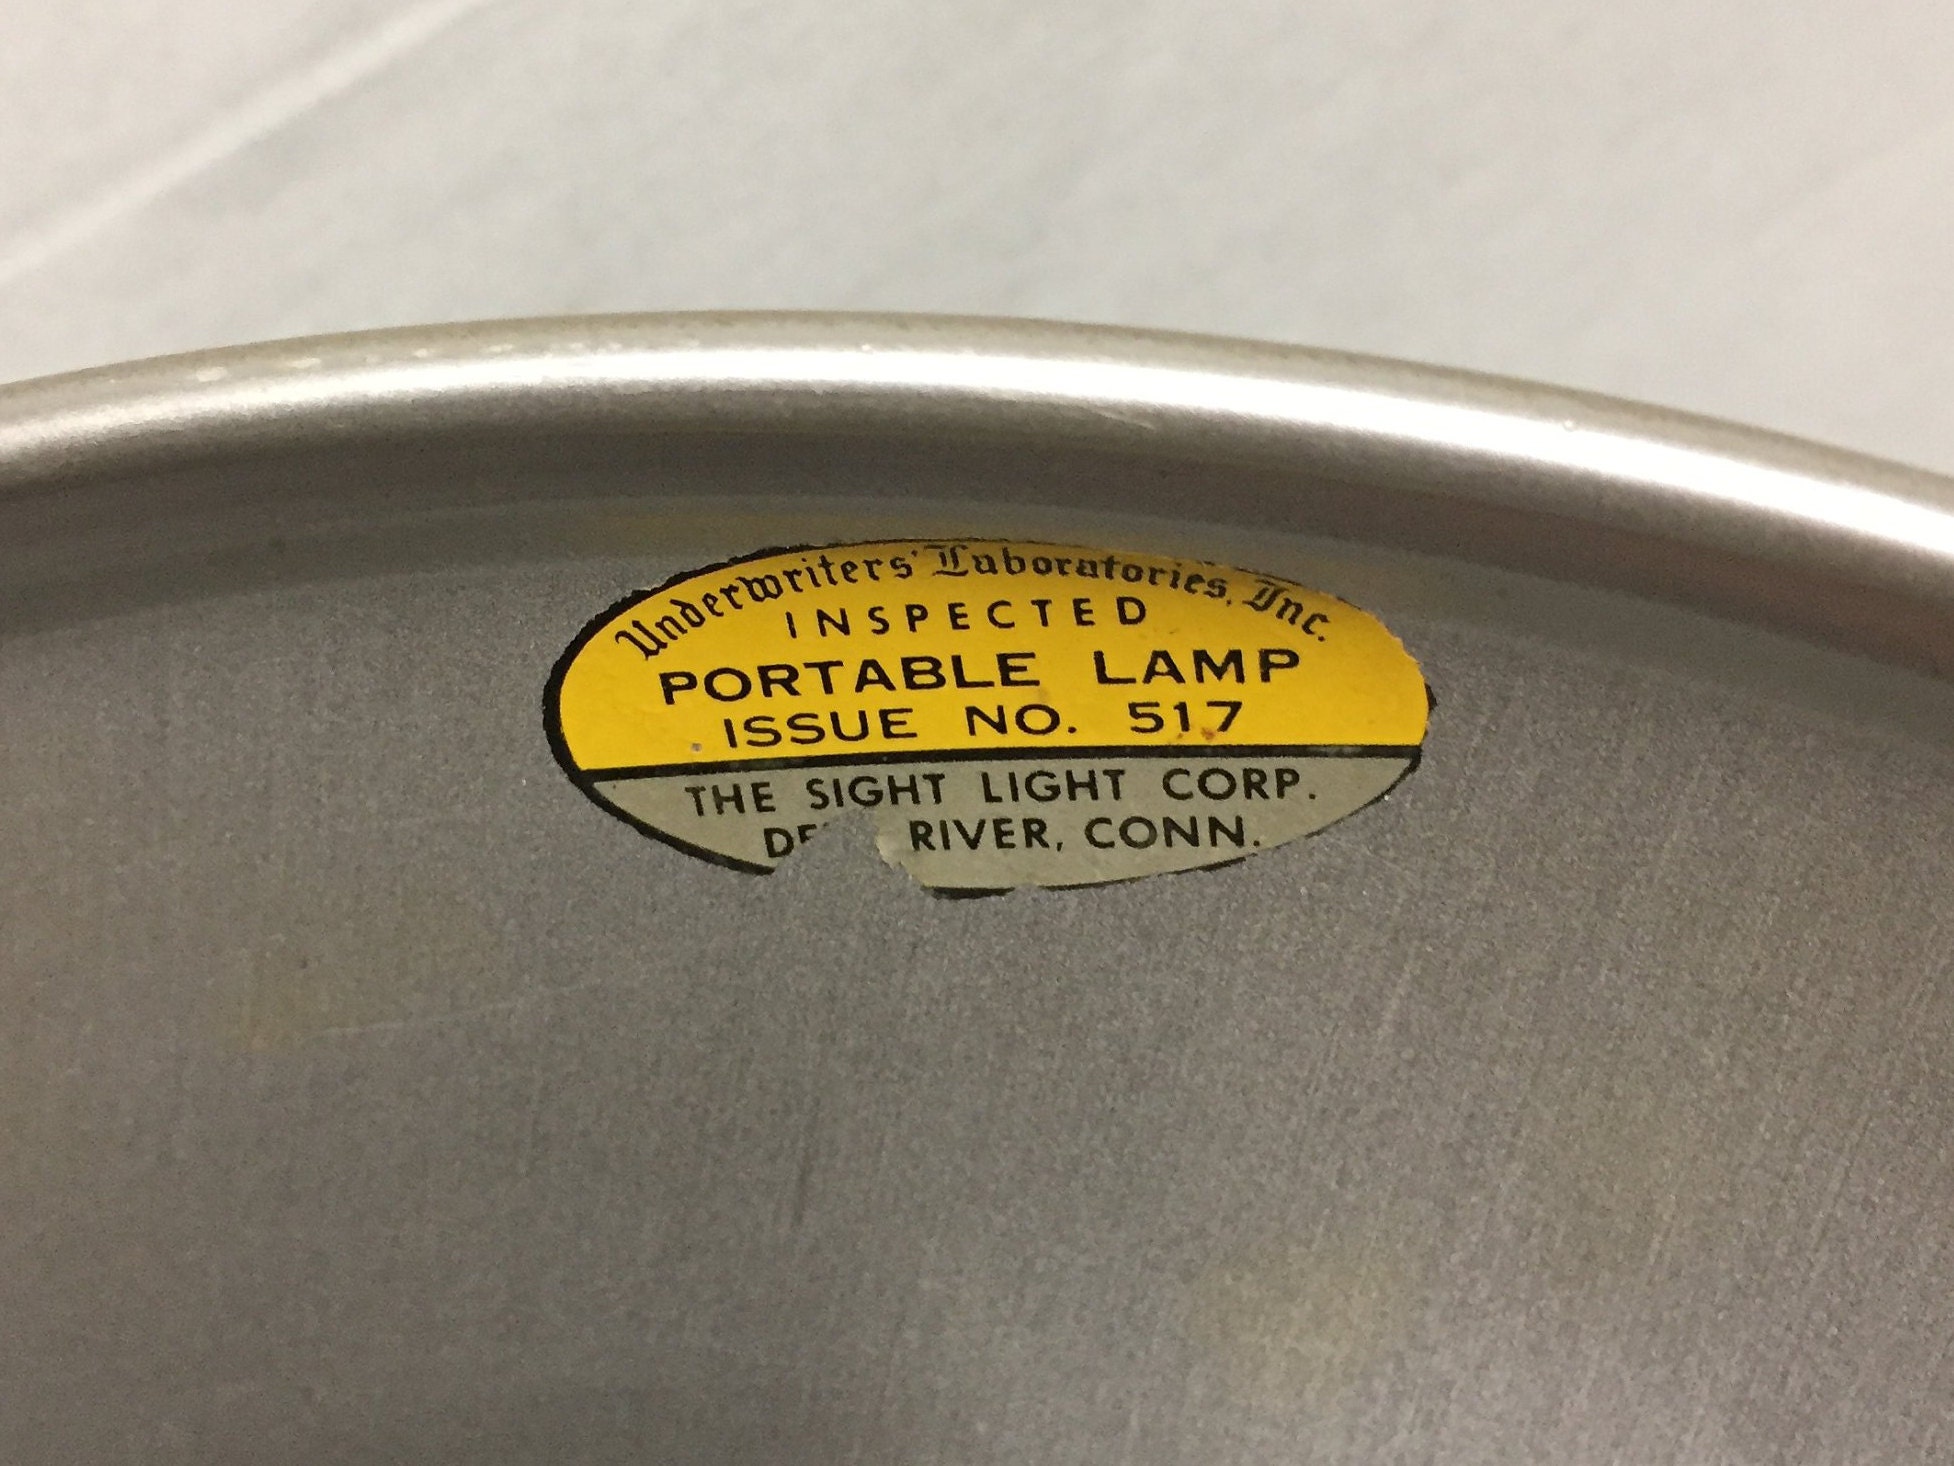 Underwriters' Laboratories, Inc.
INSPECTED
PORTABLE LAMP
ISSUE NO. 517
THE SIGHT LIGHT CORP.
RIVER, CONN.